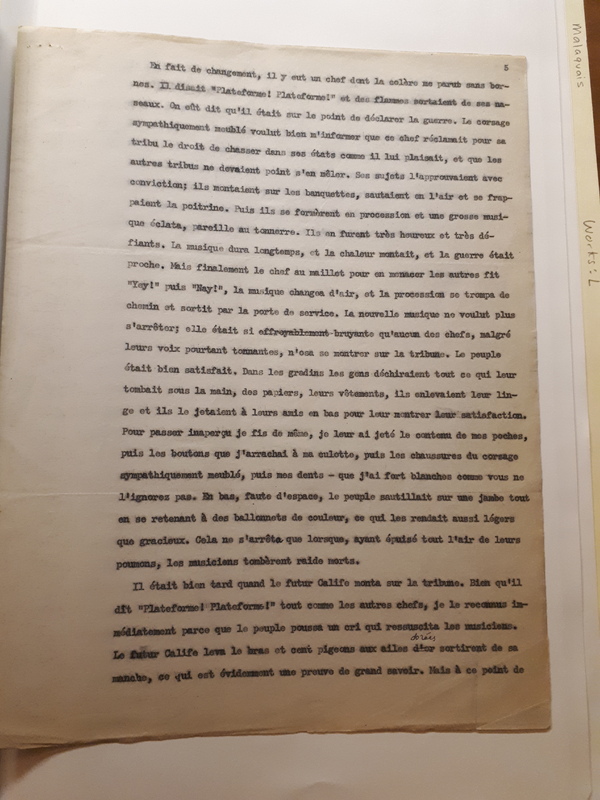 Malaquais
Works: L
5
En fait de changement, il y eut un chef dont la colère ne parut sans bor-
nes. Il disait "Plateforme! Plateforme!" et des flammes sortaient de ses na-
seaux. On eût dit qu'il était sur le point de déclarer la guerre. Le corsage
sympathiquement meublé voulut bien m'informer que ce chef réclamait pour sa
tribu le droit de chasser dans ses états comme il lui plaisait, et que les
autres tribus ne devaient point s'en mêler. Ses sujets l'approuvaient avec
conviction; ils montaient sur les banquettes, sautaient en l'air et se frap-
paient la poitrine. Puis ils se formèrent en procession et une grosse musi-
que éclata, pareille au tonnerre. Ils en furent très heureux et très dé-
fiants. La musique dura longtemps, et la chaleur montait, et la guerre était
proche. Mais finalement le chef au maillet pour en menacer les autres fit
"Yay!" puis "Nay!", la musique changea d'air, et la procession se trompa de
chemin et sortit par la porte de service. La nouvelle musique ne voulut plus
s'arrêter; elle était si effroyablement bruyante qu'aucun des chefs, malgré
leurs voix pourtant tonnantes, n'osa se montrer sur la tribune. Le peuple
était bien satisfait. Dans les gradins les gens déchiraient tout ce qui leur
tombait sous la main, des papiers, leurs vêtements, ils enlevaient leur lin-
ge et ils le jetaient à leurs amis en bas pour leur montrer leur satisfaction.
Pour passer inaperçu je fis de même, je leur ai jeté le contenu de mes poches,
puis les boutons que j'arrachai à ma culotte, puis les chaussures du corsage
sympathiquement meublé, puis mes dents - que j'ai fort blanches comme vous ne
l'ignorez pas. En bas, faute d'espace, le peuple sautillait sur une jambe tout
en se retenant à des ballonnets de couleur, ce qui les rendait aussi légers
que gracieux. Cela ne s'arrêta que lorsque, ayant épuisé tout l'air de leurs
poumons, les musiciens tombèrent raide morts.
Il était bien tard quand le futur Calife monta sur la tribune. Bien qu'il
dît "Plateforme! Plateforme!" tout comme les autres chefs, je le reconnus im-
médiatement parce que le peuple poussa un cri qui ressuscita les musiciens.
dorées
Le futur Calife leva le bras et cent pigeons aux ailes d'or sortirent de sa
manche, ce qui est évidemment une preuve de grand savoir. Mais à ce point de